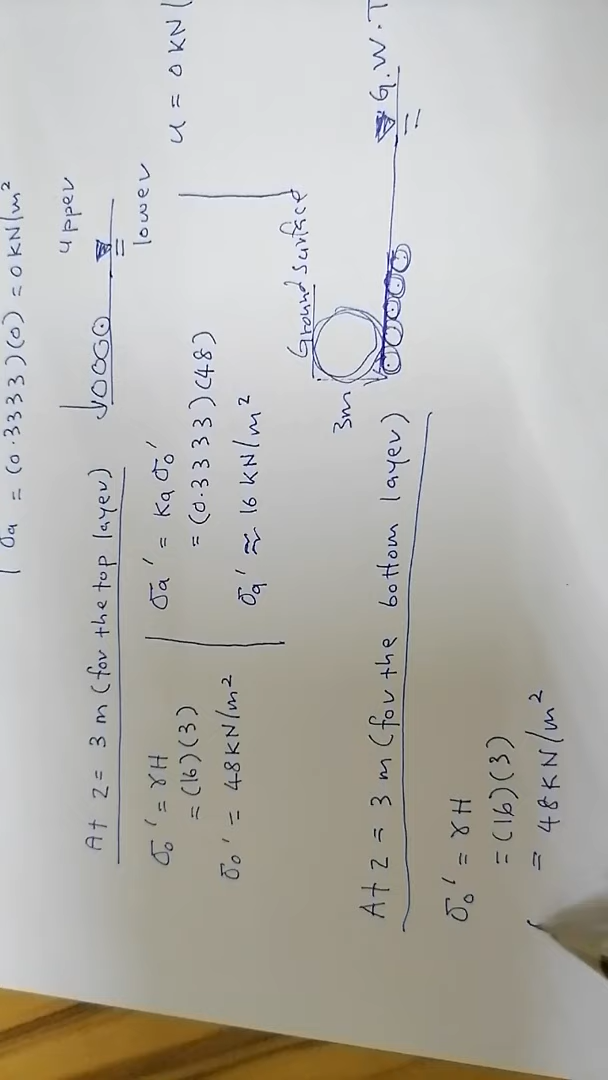 σa = (0.3333)(0) = 0 KN/m²
At z = 3 m (for the top layer)
upper
lower
σo' = γH
= (16)(3)
σo' = 48 KN/m²
σa' = Ka σo'
= (0.3333)(48)
σa' ≈ 16 KN/m²
u = 0 KN/
Ground surface
3m
G.W.T
At z = 3 m (for the bottom layer)
σo' = γH
= (16)(3)
= 48 KN/m²